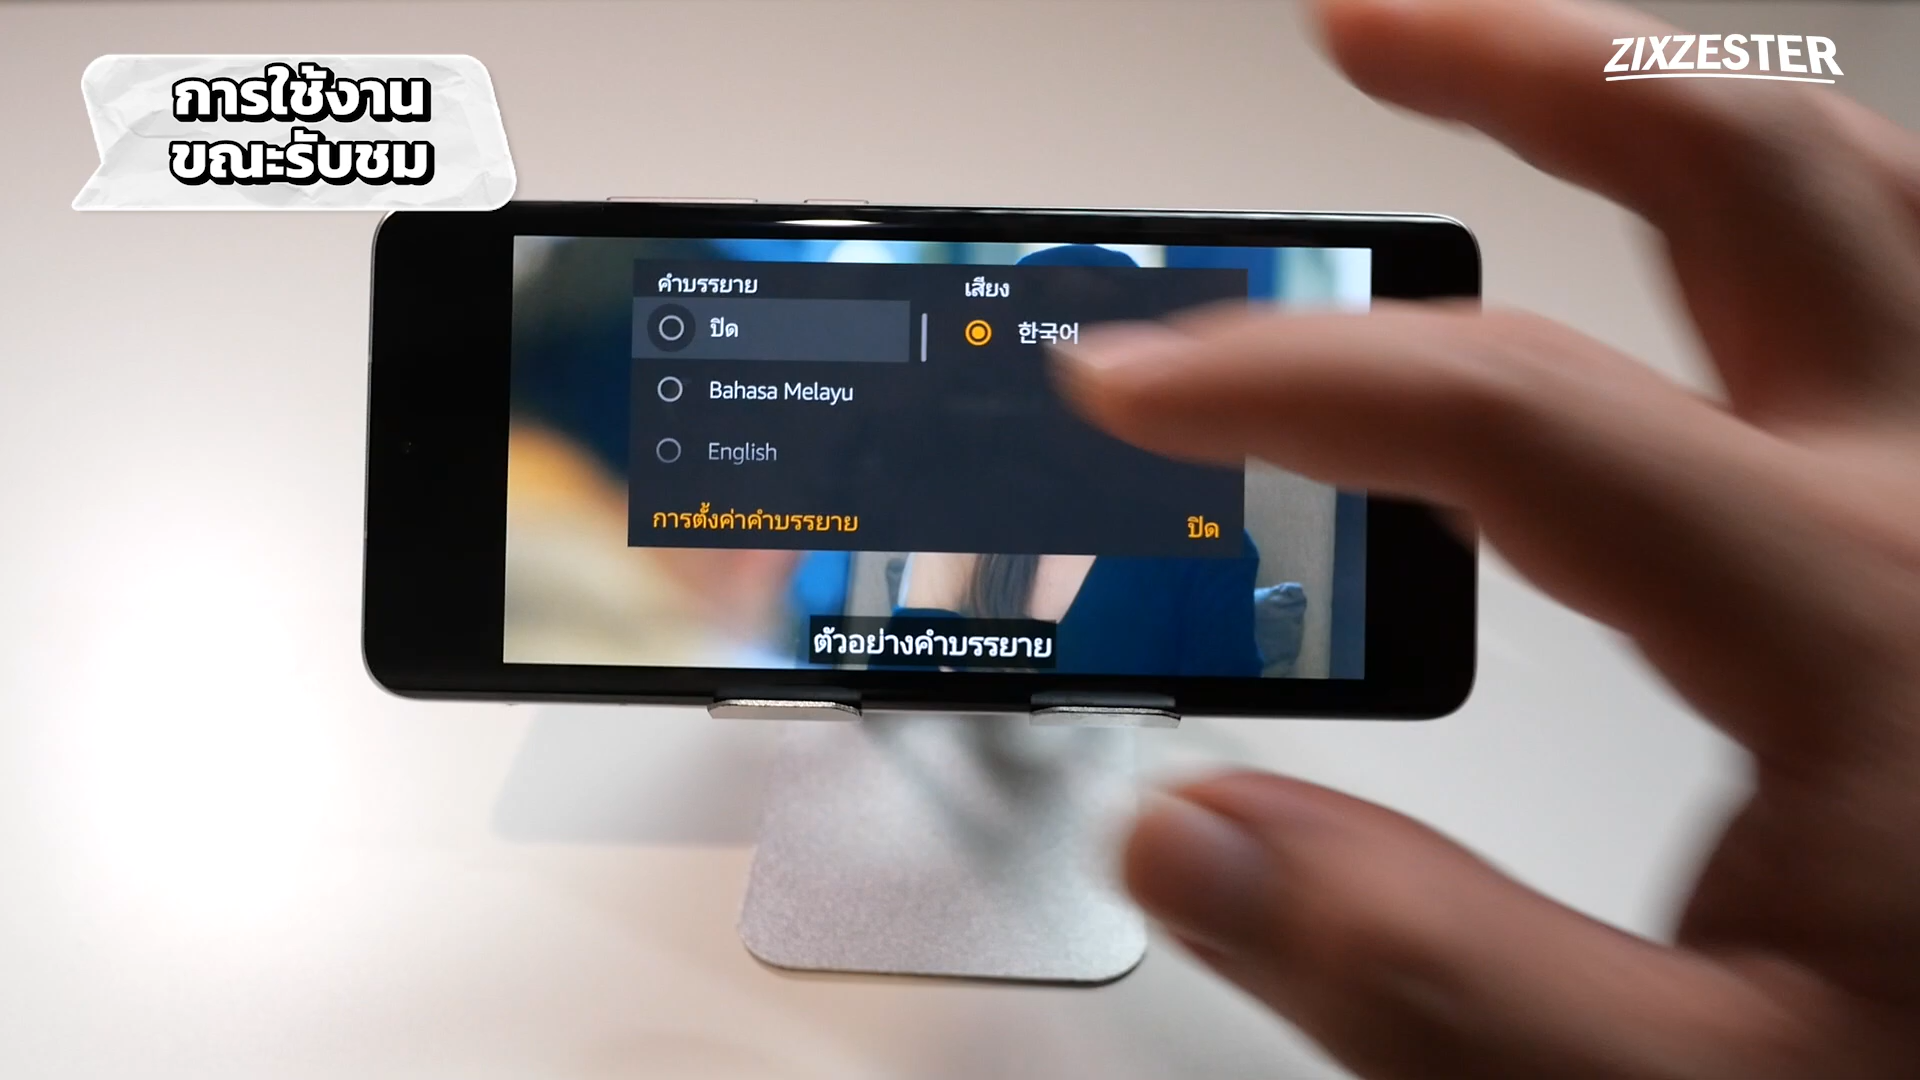 การใช้งาน
ขณะรับชม
ZIXZESTER
คำบรรยาย
ปิด
Bahasa Melayu
English
การตั้งค่าคำบรรยาย
เสียง
한국어
ปิด
ตัวอย่างคำบรรยาย